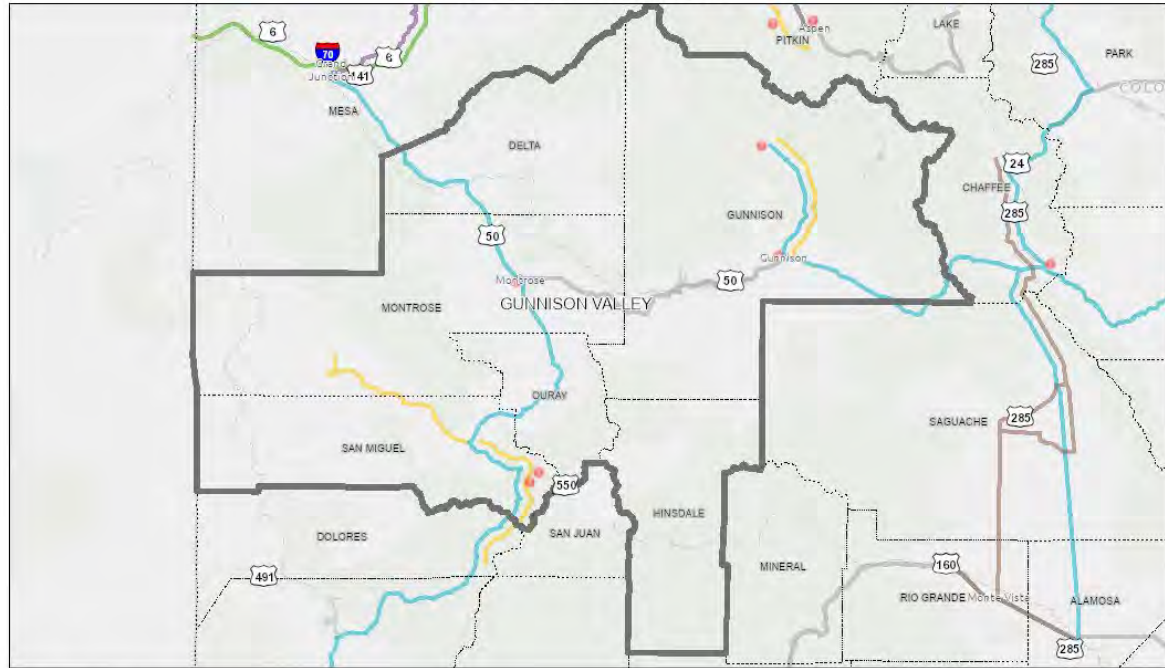 6
LAKE
Aspen
PITKIN
PARK
285
70
6
Grand
Junction
141
COLO
MESA
DELTA
24
CHAFFEE
285
GUNNISON
50
Gunnison
Montrose
50
GUNNISON VALLEY
MONTROSE
OURAY
285
SAGUACHE
SAN MIGUEL
550
HINSDALE
DOLORES
SAN JUAN
MINERAL
160
491
RIO GRANDE
Monte Vista
ALAMOSA
285